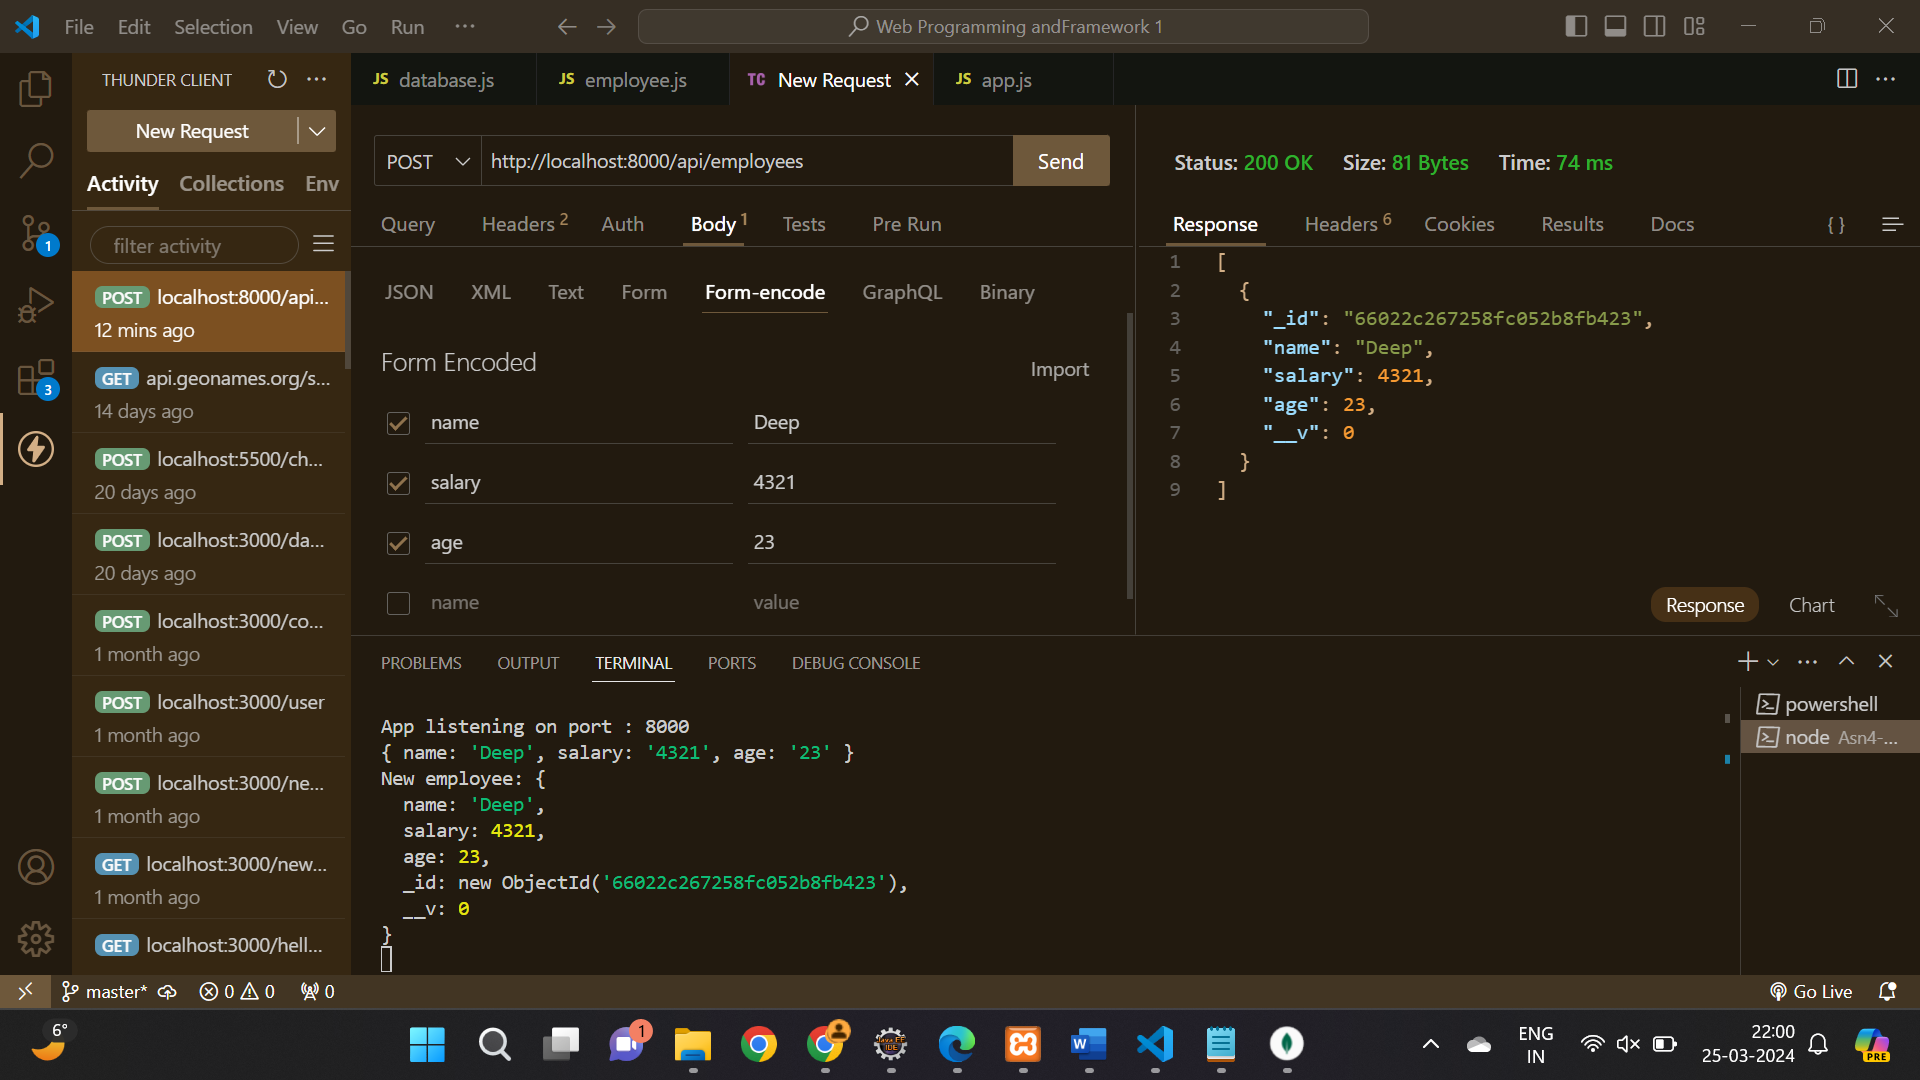 File Edit Selection View Go Run ···
Web Programming andFramework 1
THUNDER CLIENT
New Request
Activity Collections Env
filter activity
POST localhost:8000/api...
12 mins ago
GET api.geonames.org/s...
14 days ago
POST localhost:5500/ch...
20 days ago
POST localhost:3000/da...
20 days ago
POST localhost:3000/co...
1 month ago
POST localhost:3000/user
1 month ago
POST localhost:3000/ne...
1 month ago
GET localhost:3000/new...
1 month ago
GET localhost:3000/hell...
1
3
JS database.js JS employee.js TC New Request JS app.js
POST http://localhost:8000/api/employees Send
Query Headers 2 Auth Body 1 Tests Pre Run
JSON XML Text Form Form-encode GraphQL Binary
Form Encoded
Import
name Deep
salary 4321
age 23
name value
Status: 200 OK Size: 81 Bytes Time: 74 ms
Response Headers 6 Cookies Results Docs { }
1 [
2 {
3 "_id": "66022c267258fc052b8fb423",
4 "name": "Deep",
5 "salary": 4321,
6 "age": 23,
7 "__v": 0
8 }
9 ]
Response Chart
PROBLEMS OUTPUT TERMINAL PORTS DEBUG CONSOLE
App listening on port : 8000
{ name: 'Deep', salary: '4321', age: '23' }
New employee: {
name: 'Deep',
salary: 4321,
age: 23,
_id: new ObjectId('66022c267258fc052b8fb423'),
__v: 0
}
powershell
node Asn4-...
master* 0 0 0
Go Live
6°
1
Java EE
IDE
W
ENG
IN
22:00
25-03-2024
PRE